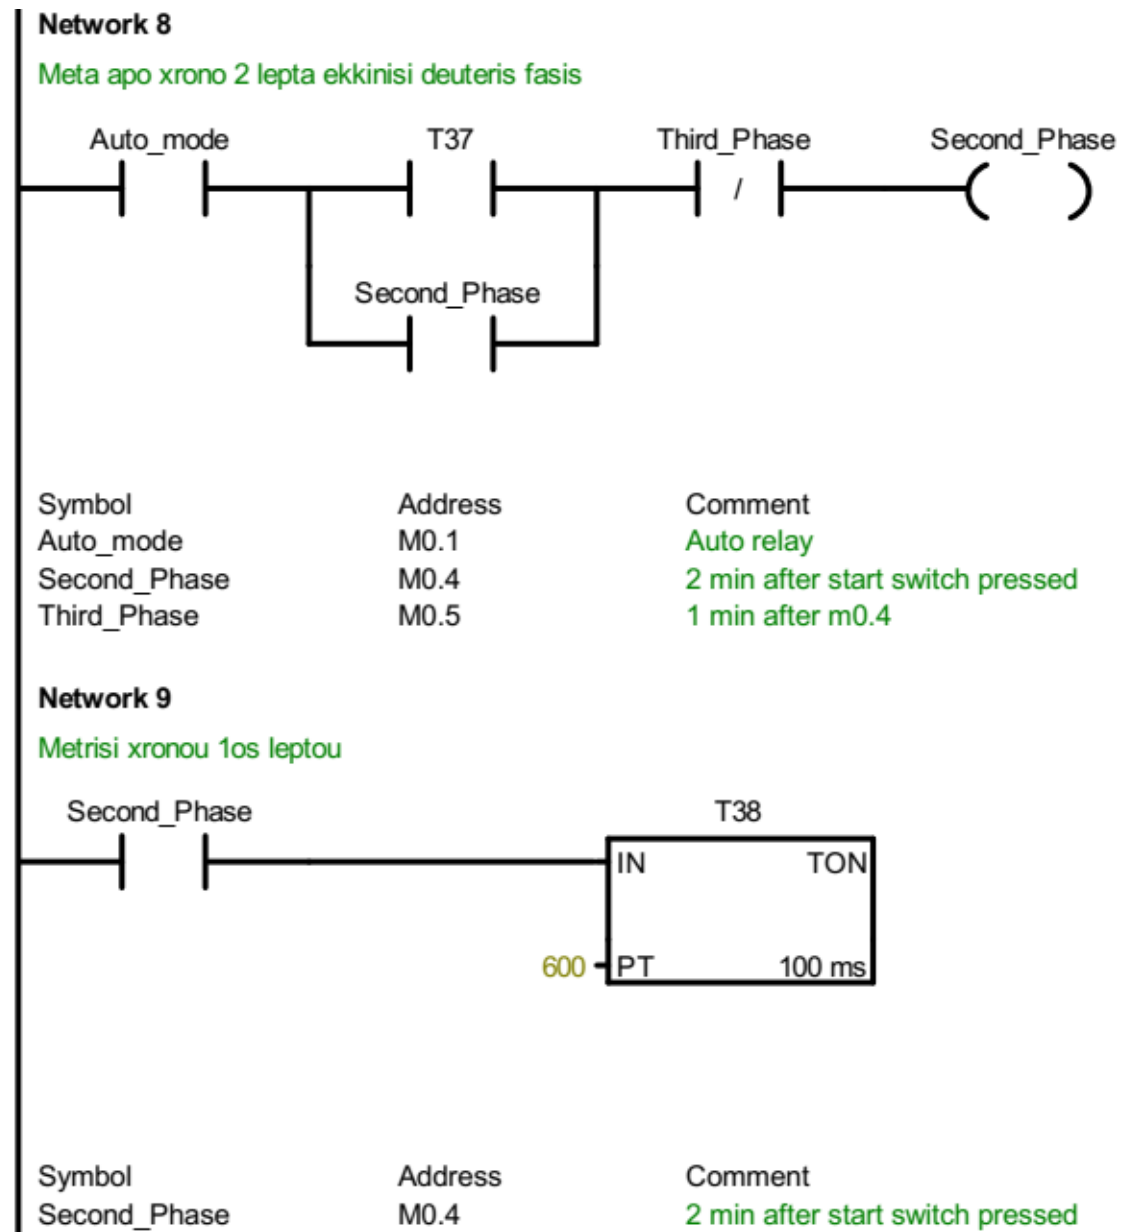 Network 8
Meta apo xrono 2 lepta ekkinisi deuteris fasis
Auto_mode T37 Third_Phase Second_Phase
/
Second_Phase
Symbol Address Comment
Auto_mode M0.1 Auto relay
Second_Phase M0.4 2 min after start switch pressed
Third_Phase M0.5 1 min after m0.4
Network 9
Metrisi xronou 1os leptou
Second_Phase T38
IN TON
600 PT 100 ms
Symbol Address Comment
Second_Phase M0.4 2 min after start switch pressed